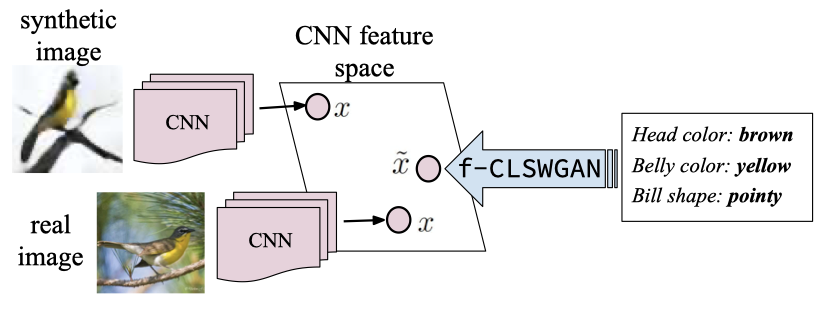 synthetic
image
CNN feature
space
CNN
x
x̃
f-CLSWGAN
Head color: brown
Belly color: yellow
Bill shape: pointy
real
image
CNN
x